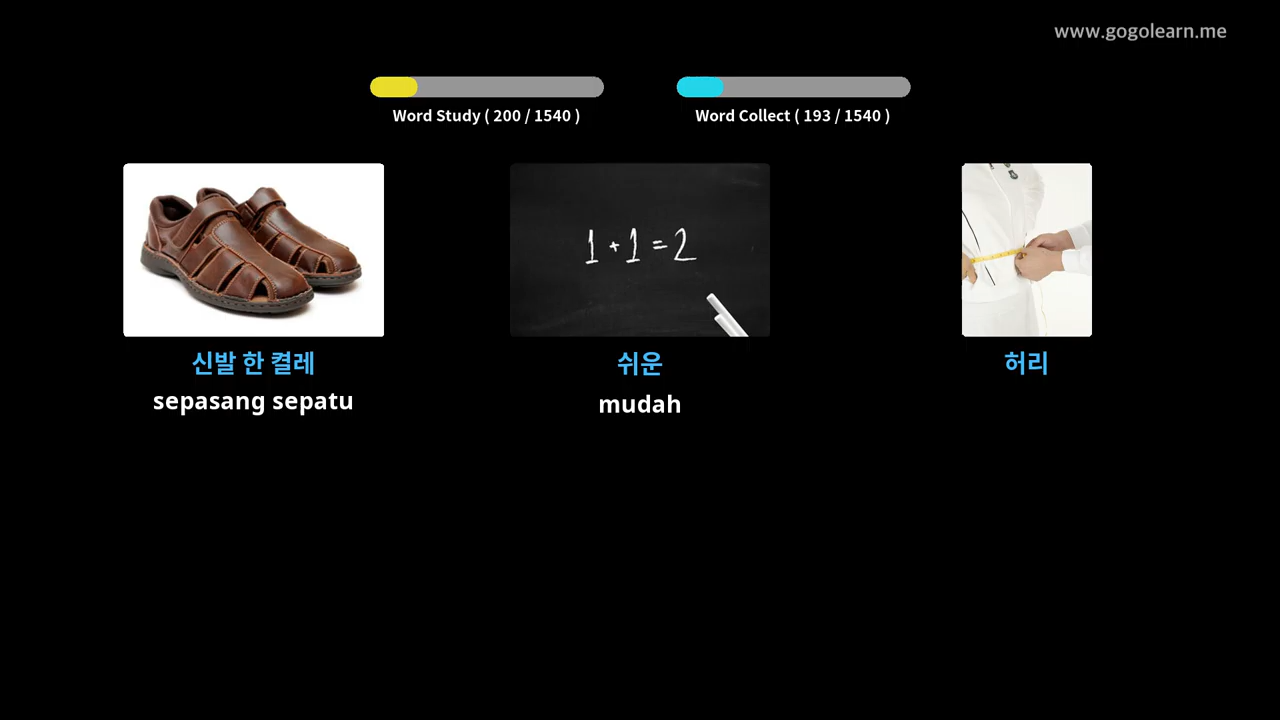 www.gogolearn.me
Word Study ( 200 / 1540 )
Word Collect ( 193 / 1540 )
1 + 1 = 2
신발 한 켤레
쉬운
허리
sepasang sepatu
mudah